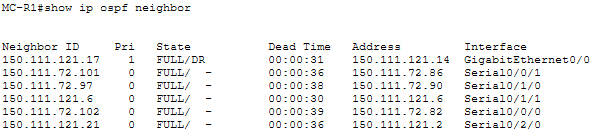 MC-R1#show ip ospf neighbor
Neighbor ID Pri State Dead Time Address Interface
150.111.121.17 1 FULL/DR 00:00:31 150.111.121.14 GigabitEthernet0/0
150.111.72.101 0 FULL/ - 00:00:36 150.111.72.86 Serial0/0/1
150.111.72.97 0 FULL/ - 00:00:38 150.111.72.90 Serial0/1/0
150.111.121.6 0 FULL/ - 00:00:30 150.111.121.6 Serial0/1/1
150.111.72.102 0 FULL/ - 00:00:39 150.111.72.82 Serial0/0/0
150.111.121.21 0 FULL/ - 00:00:36 150.111.121.2 Serial0/2/0